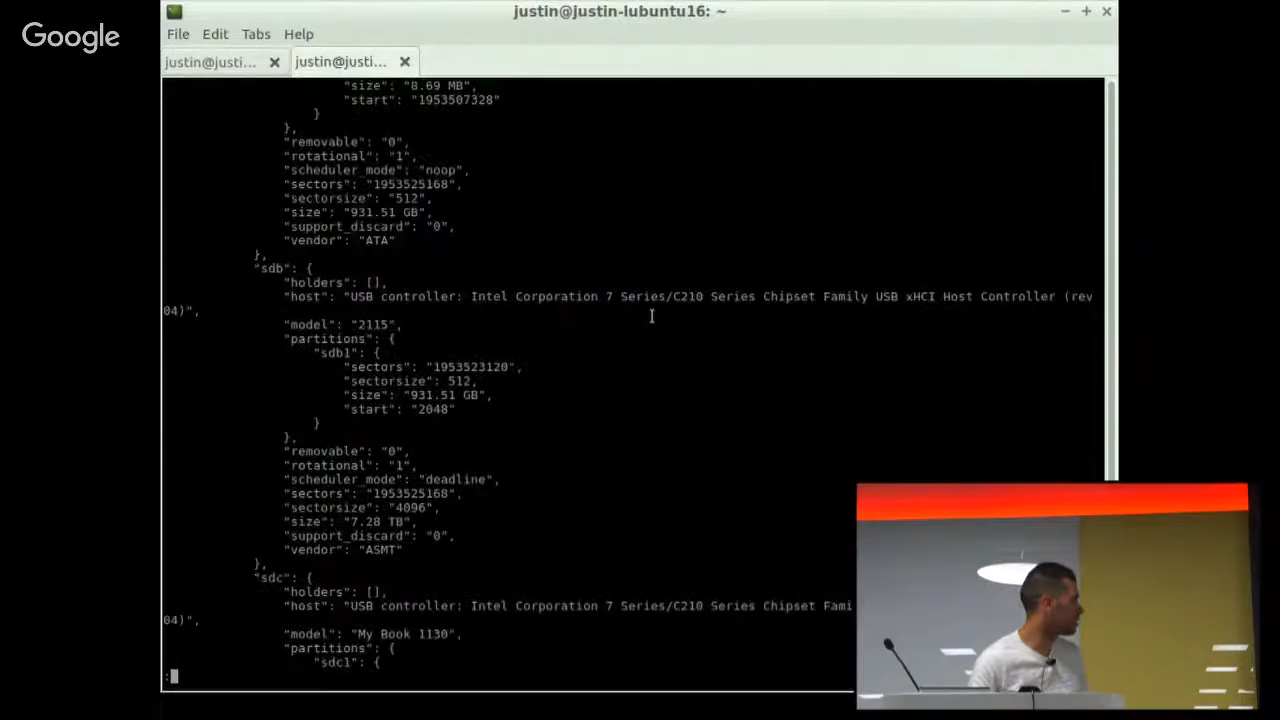 Google
justin@justin-lubuntu16: ~
File Edit Tabs Help
justin@justi... justin@justi...
"size": "8.69 MB",
"start": "1953507328"
}
},
"removable": "0",
"rotational": "1",
"scheduler_mode": "noop",
"sectors": "1953525168",
"sectorsize": "512",
"size": "931.51 GB",
"support_discard": "0",
"vendor": "ATA"
},
"sdb": {
"holders": [],
"host": "USB controller: Intel Corporation 7 Series/C210 Series Chipset Family USB xHCI Host Controller (rev
04)",
"model": "2115",
"partitions": {
"sdb1": {
"sectors": "1953523120",
"sectorsize": 512,
"size": "931.51 GB",
"start": "2048"
}
},
"removable": "0",
"rotational": "1",
"scheduler_mode": "deadline",
"sectors": "1953525168",
"sectorsize": "4096",
"size": "7.28 TB",
"support_discard": "0",
"vendor": "ASMT"
},
"sdc": {
"holders": [],
"host": "USB controller: Intel Corporation 7 Series/C210 Series Chipset Fami
04)",
"model": "My Book 1130",
"partitions": {
"sdc1": {
: